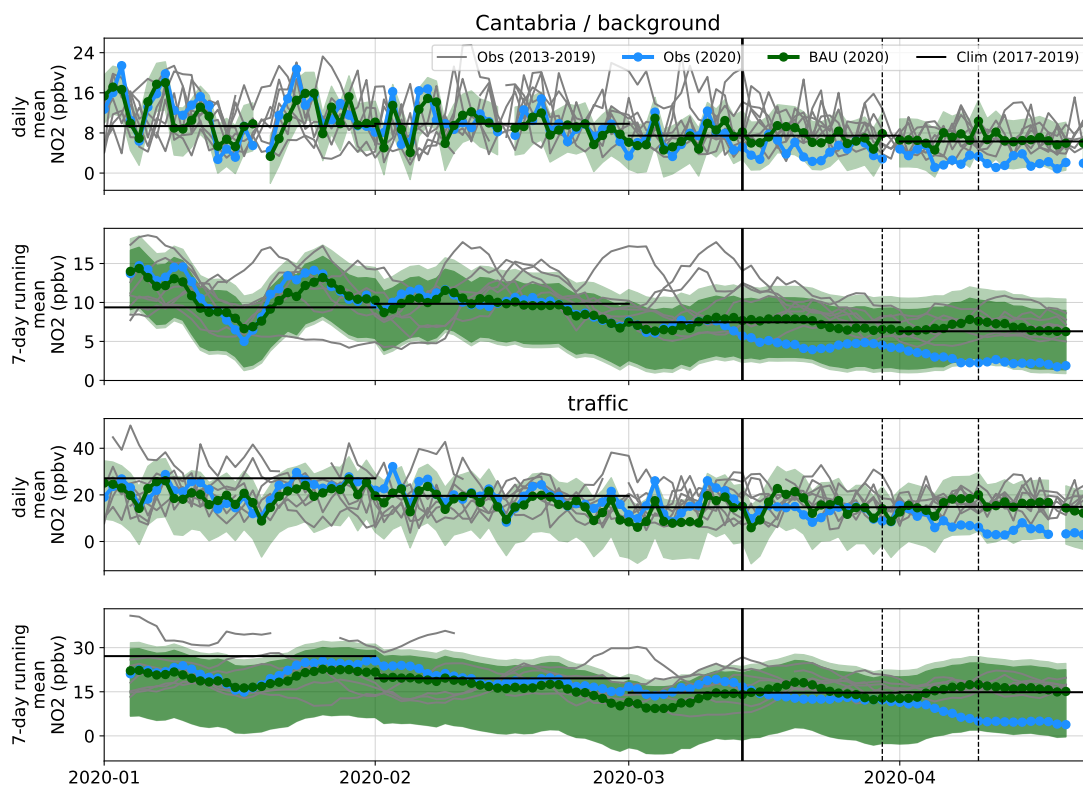 Cantabria / background
daily
mean
NO2 (ppbv)
24
16
8
0
Obs (2013-2019)
Obs (2020)
BAU (2020)
Clim (2017-2019)
7-day running
mean
NO2 (ppbv)
15
10
5
0
traffic
daily
mean
NO2 (ppbv)
40
20
0
7-day running
mean
NO2 (ppbv)
30
15
0
2020-01
2020-02
2020-03
2020-04